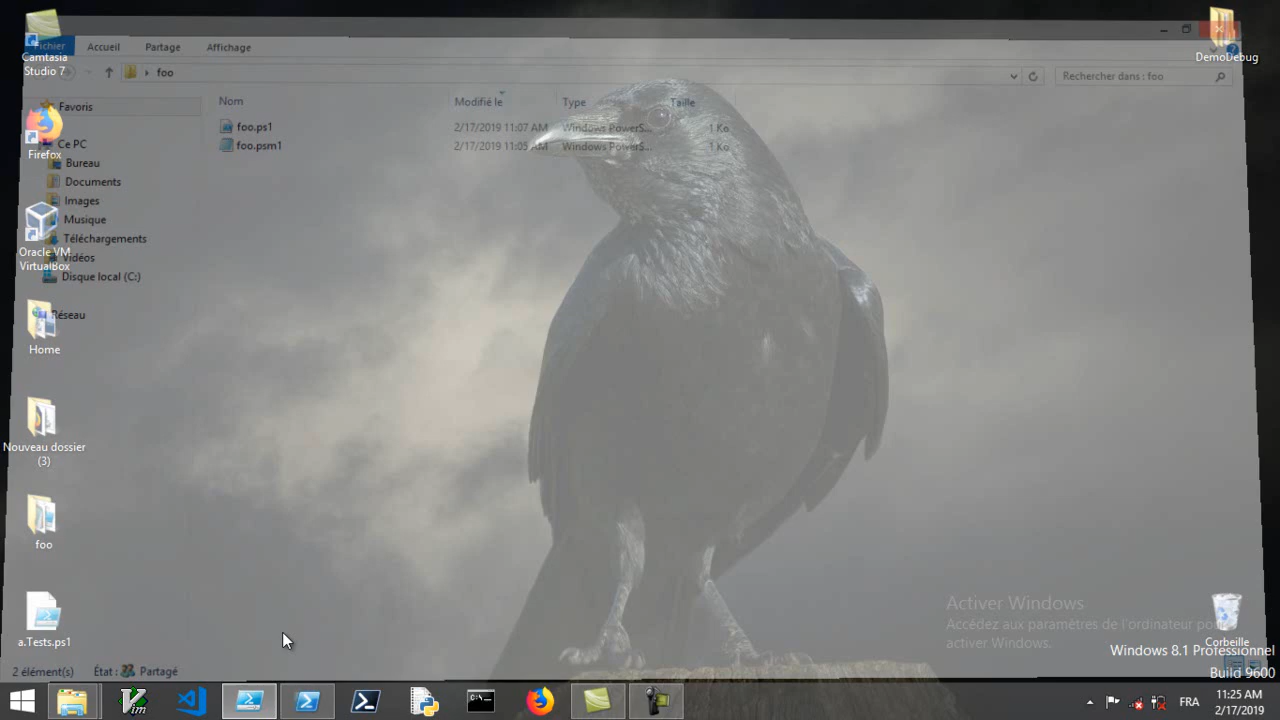 Fichier Accueil Partage Affichage
foo
Rechercher dans : foo
Nom Modifié le Type Taille
foo.ps1 2/17/2019 11:07 AM Windows PowerS... 1 Ko
foo.psm1 2/17/2019 11:05 AM Windows PowerS... 1 Ko
Favoris
Ce PC
Bureau
Documents
Images
Musique
Téléchargements
Vidéos
Disque local (C:)
Réseau
2 élément(s) État : Partagé
Camtasia
Studio 7
Firefox
Oracle VM
VirtualBox
Home
Nouveau dossier
(3)
foo
a.Tests.ps1
DemoDebug
Corbeille
Activer Windows
Accédez aux paramètres de l'ordinateur pour
activer Windows.
Windows 8.1 Professionnel
Build 9600
Vim
FRA
11:25 AM
2/17/2019